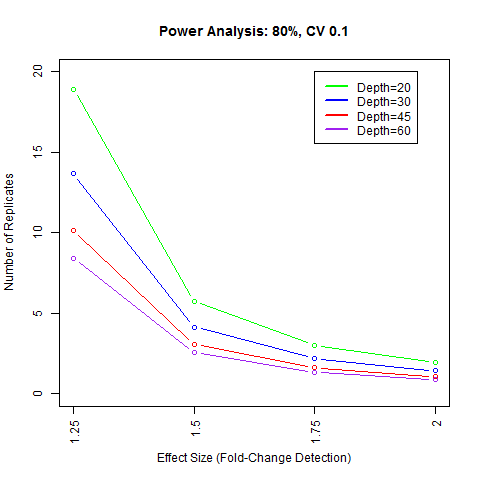 Power Analysis: 80%, CV 0.1
Depth=20
Depth=30
Depth=45
Depth=60
Number of Replicates
20
15
10
5
0
1.25
1.5
1.75
2
Effect Size (Fold-Change Detection)